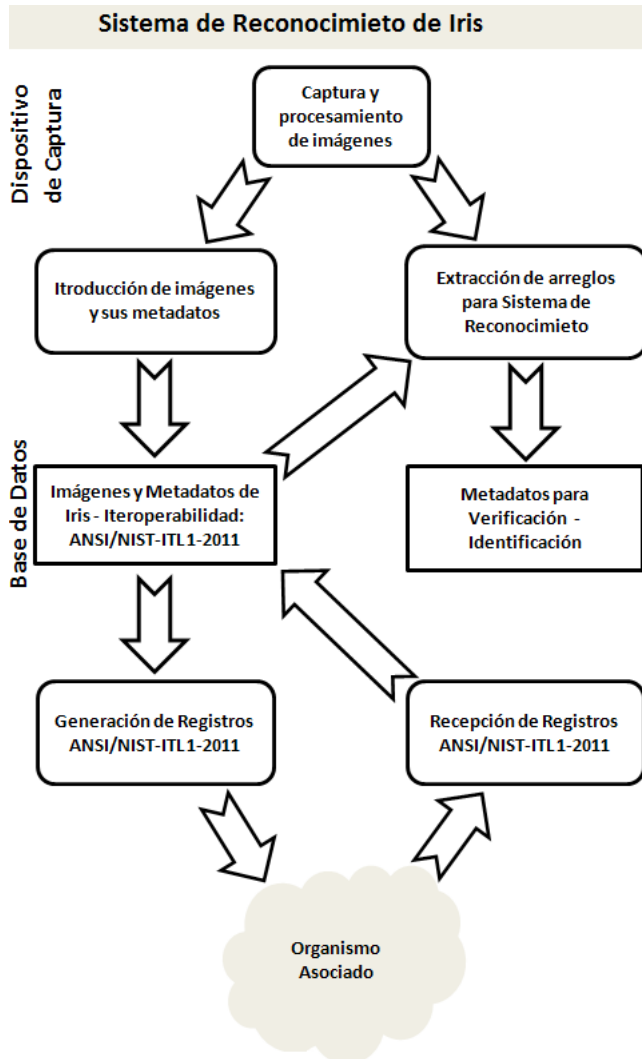 Sistema de Reconocimieto de Iris
Dispositivo
de Captura
Captura y
procesamiento
de imágenes
Itroducción de imágenes
y sus metadatos
Extracción de arreglos
para Sistema de
Reconocimieto
Base de Datos
Imágenes y Metadatos de
Iris - Iteroperabilidad:
ANSI/NIST-ITL1-2011
Metadatos para
Verificación -
Identificación
Generación de Registros
ANSI/NIST-ITL1-2011
Recepción de Registros
ANSI/NIST-ITL1-2011
Organismo
Asociado